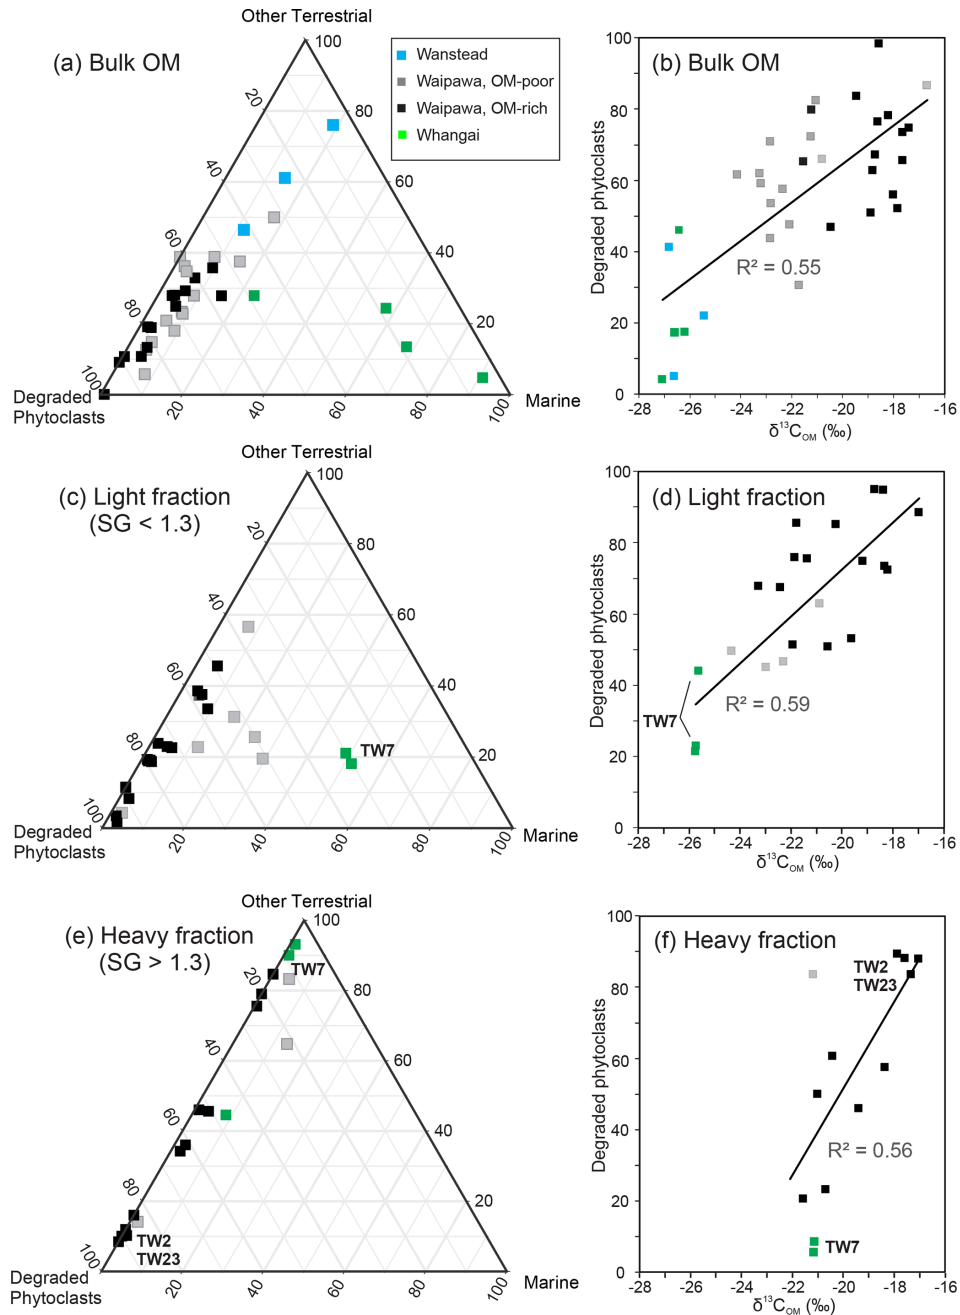 Other Terrestrial
(a) Bulk OM
100
80
60
40
20
20
40
60
80
100
20
40
60
80
100
Degraded
Phytoclasts
Marine
Wanstead
Waipawa, OM-poor
Waipawa, OM-rich
Whangai
(b) Bulk OM
100
80
60
40
20
0
Degraded phytoclasts
R² = 0.55
-28
-26
-24
-22
-20
-18
-16
δ¹³C_OM (‰)
Other Terrestrial
(c) Light fraction
(SG < 1.3)
100
80
60
40
20
20
40
60
80
100
TW7
20
40
60
80
100
Degraded
Phytoclasts
Marine
(d) Light fraction
100
80
60
40
20
0
Degraded phytoclasts
TW7
R² = 0.59
-28
-26
-24
-22
-20
-18
-16
δ¹³C_OM (‰)
Other Terrestrial
(e) Heavy fraction
(SG > 1.3)
100
80
60
40
20
20
40
60
80
100
TW7
TW2
TW23
20
40
60
80
100
Degraded
Phytoclasts
Marine
(f) Heavy fraction
100
80
60
40
20
0
Degraded phytoclasts
TW2
TW23
R² = 0.56
TW7
-28
-26
-24
-22
-20
-18
-16
δ¹³C_OM (‰)